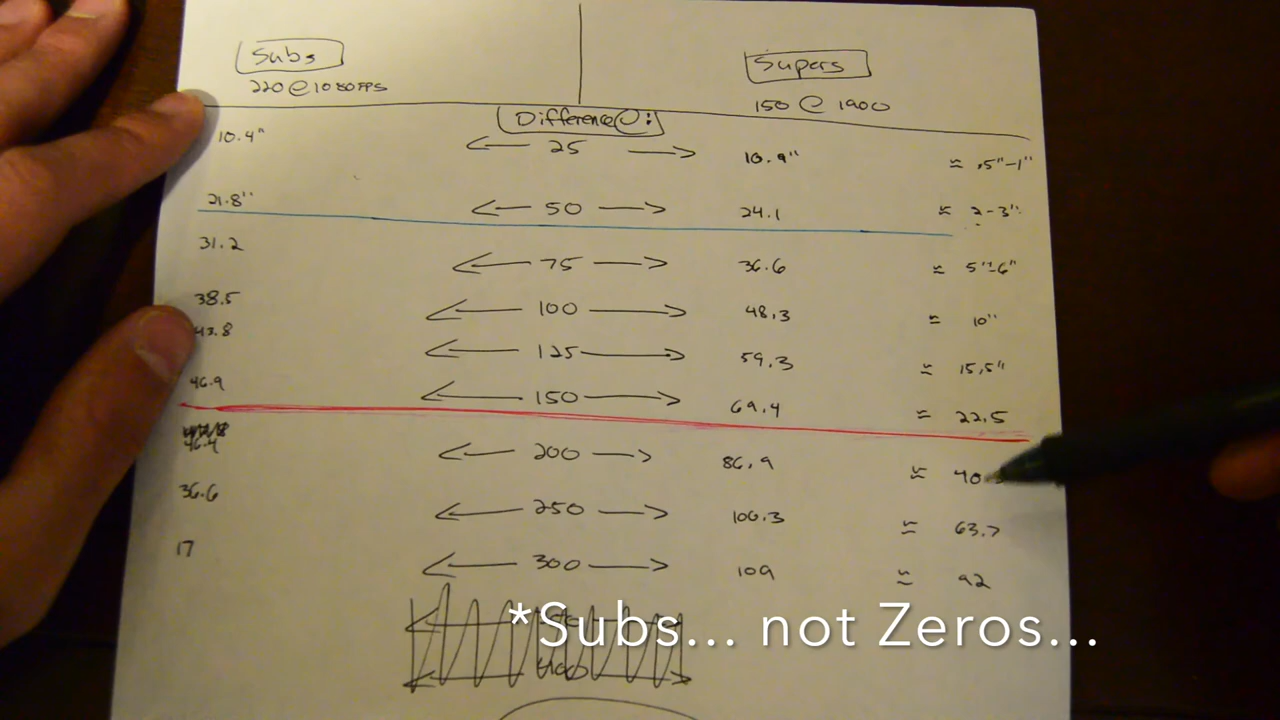 Subs Supers
220@1080FPS 150 @ 1900
Difference@:
10.4" 25 10.9" ≈ .5"-1"
21.8" 50 24.1 ≈ 2-3"
31.2 75 36.6 ≈ 5"-6"
38.5 100 48.3 ≈ 10"
43.8 125 59.3 ≈ 15.5"
46.9 150 69.4 ≈ 22.5
46.4 200 86.9 ≈ 40.
36.6 250 100.3 ≈ 63.7
17 300 109 ≈ 92
*Subs... not Zeros...